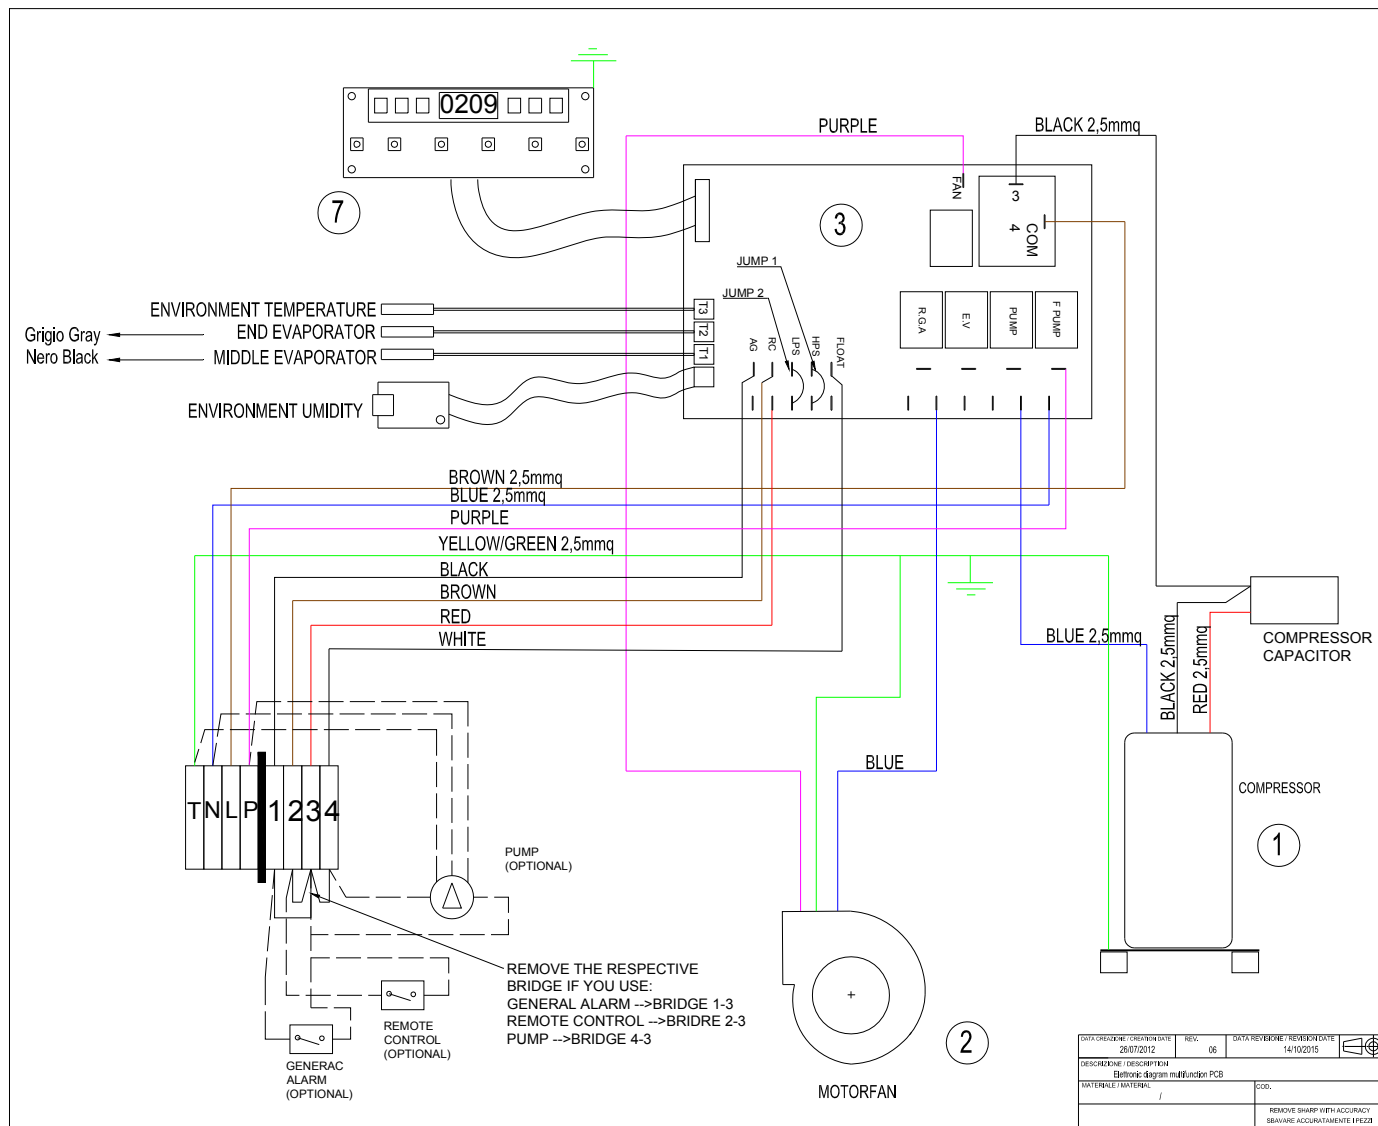 0209
7
PURPLE
BLACK 2,5mmq
FAN
3
4
COM
3
JUMP 1
JUMP 2
ENVIRONMENT TEMPERATURE
T3
END EVAPORATOR
T2
Grigio Gray
Nero Black
MIDDLE EVAPORATOR
T1
ENVIRONMENT UMIDITY
AG
RC
LPS
HPS
FLOAT
R.G.A
E.V
PUMP
F PUMP
BROWN 2,5mmq
BLUE 2,5mmq
PURPLE
YELLOW/GREEN 2,5mmq
BLACK
BROWN
RED
WHITE
BLUE 2,5mmq
BLACK 2,5mmq
RED 2,5mmq
COMPRESSOR
CAPACITOR
BLUE
COMPRESSOR
1
T N L P 1 2 3 4
PUMP
(OPTIONAL)
REMOVE THE RESPECTIVE
BRIDGE IF YOU USE:
GENERAL ALARM -->BRIDGE 1-3
REMOTE CONTROL -->BRIDRE 2-3
PUMP -->BRIDGE 4-3
REMOTE
CONTROL
(OPTIONAL)
GENERAC
ALARM
(OPTIONAL)
2
MOTORFAN
DATA CREAZIONE / CREATION DATE
26/07/2012
REV.
06
DATA REVISIONE / REVISION DATE
14/10/2015
DESCRIZIONE / DESCRIPTION
Elettronic diagram multifunction PCB
MATERIALE / MATERIAL
/
COD.
REMOVE SHARP WITH ACCURACY
SBAVARE ACCURATAMENTE I PEZZI